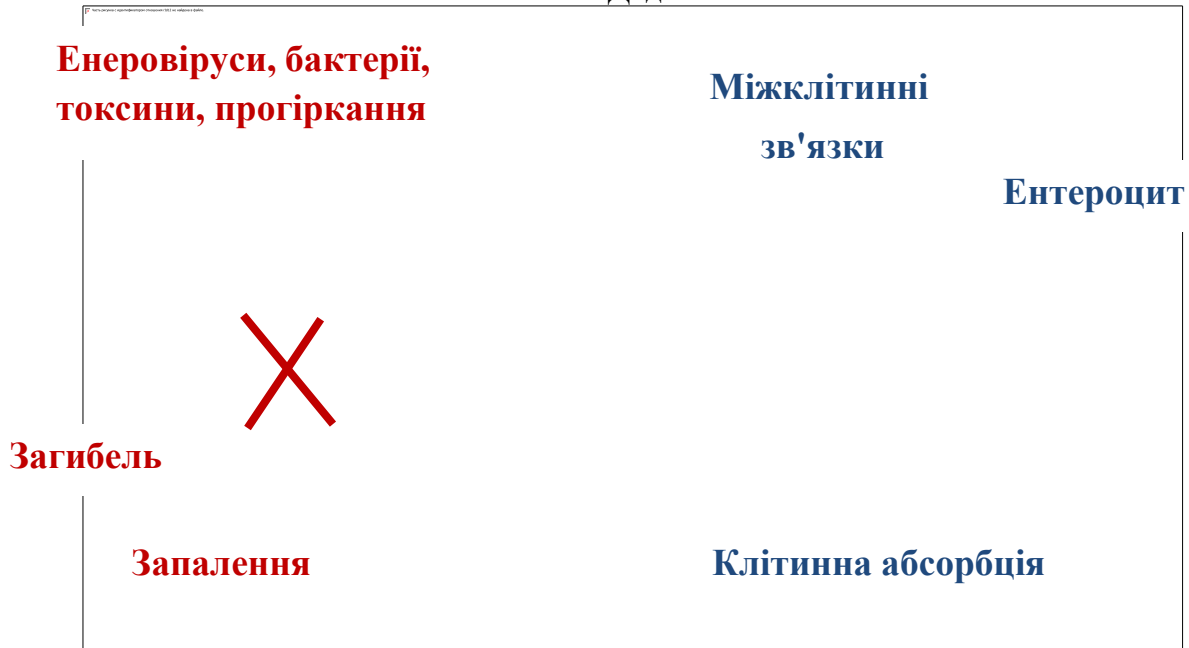 Енеровіруси, бактерії,
токсини, прогіркання
Міжклітинні
зв'язки
Ентероцит
Загибель
Запалення
Клітинна абсорбція